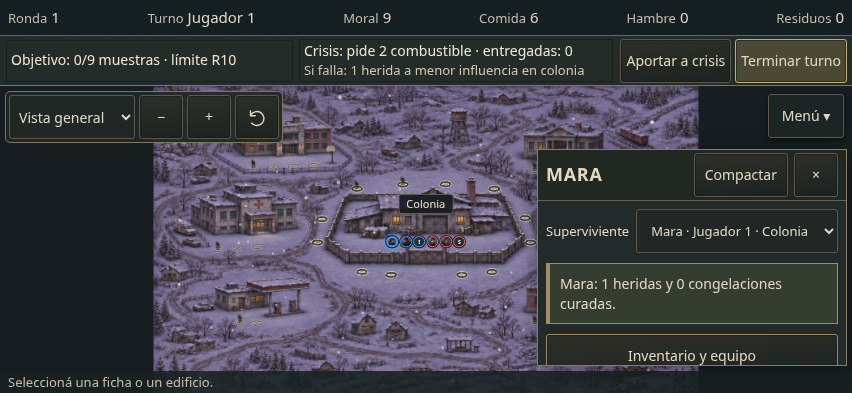 Ronda 1 Turno Jugador 1 Moral 9 Comida 6 Hambre 0 Residuos 0
Objetivo: 0/9 muestras · límite R10
Crisis: pide 2 combustible · entregadas: 0
Si falla: 1 herida a menor influencia en colonia
Aportar a crisis
Terminar turno
Vista general
−
+
Menú ▾
MARA
Compactar
×
Colonia
Superviviente
Mara · Jugador 1 · Colonia
Mara: 1 heridas y 0 congelaciones
curadas.
Inventario y equipo
Seleccioná una ficha o un edificio.